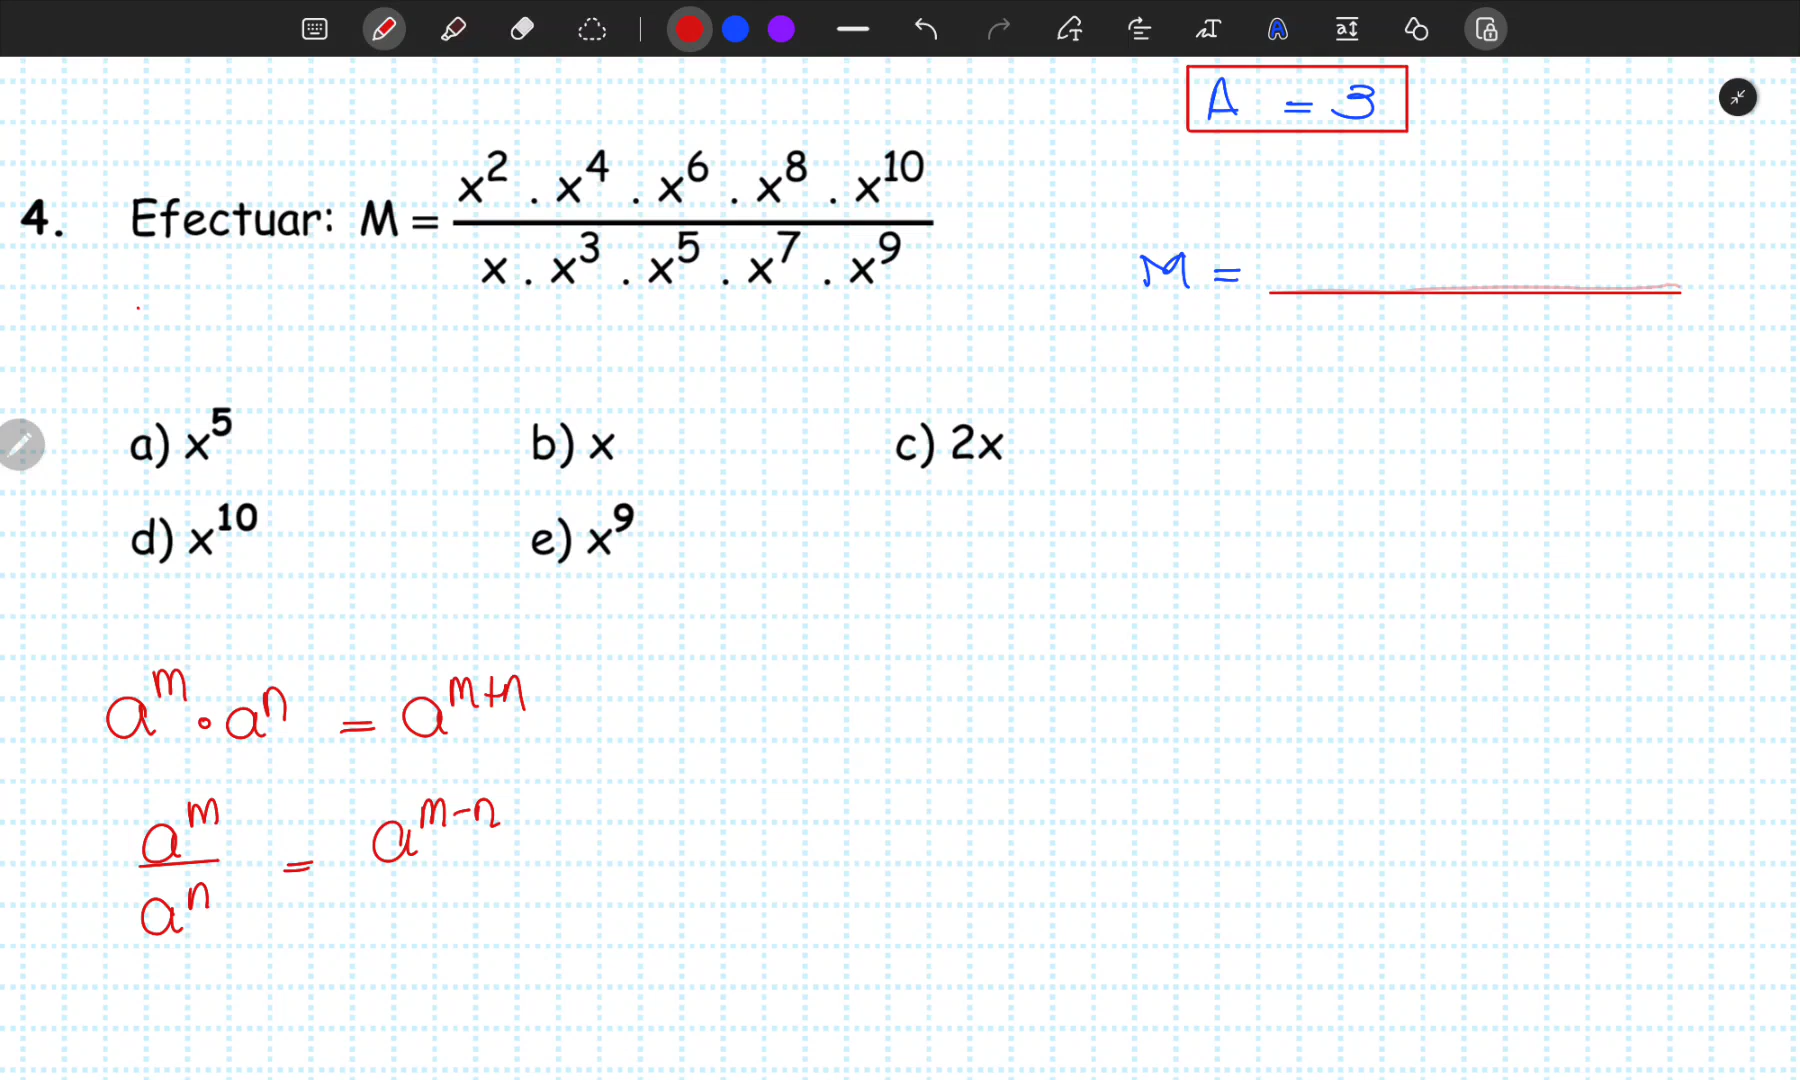 A = 3
4. Efectuar: M = x² . x⁴ . x⁶ . x⁸ . x¹⁰ / x . x³ . x⁵ . x⁷ . x⁹
M =
a) x⁵ b) x c) 2x
d) x¹⁰ e) x⁹
aᵐ · aⁿ = aᵐ⁺ⁿ
aᵐ / aⁿ = aᵐ⁻ⁿ